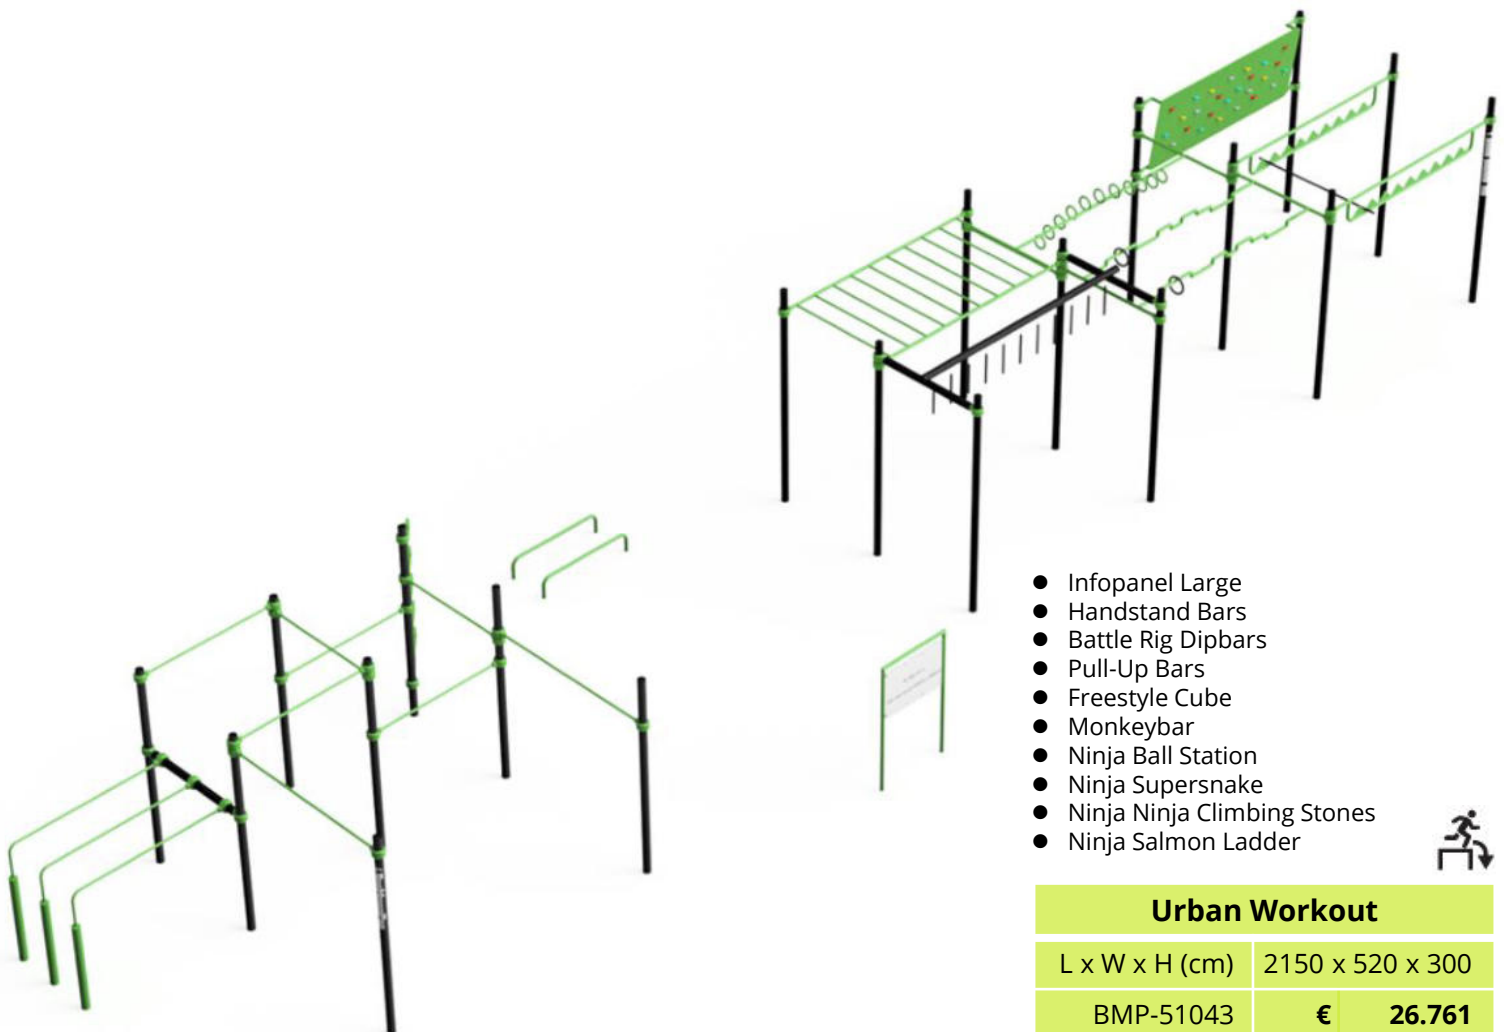 ● Infopanel Large
● Handstand Bars
● Battle Rig Dipbars
● Pull-Up Bars
● Freestyle Cube
● Monkeybar
● Ninja Ball Station
● Ninja Supersnake
● Ninja Ninja Climbing Stones
● Ninja Salmon Ladder
Urban Workout
L x W x H (cm) 2150 x 520 x 300
BMP-51043 € 26.761